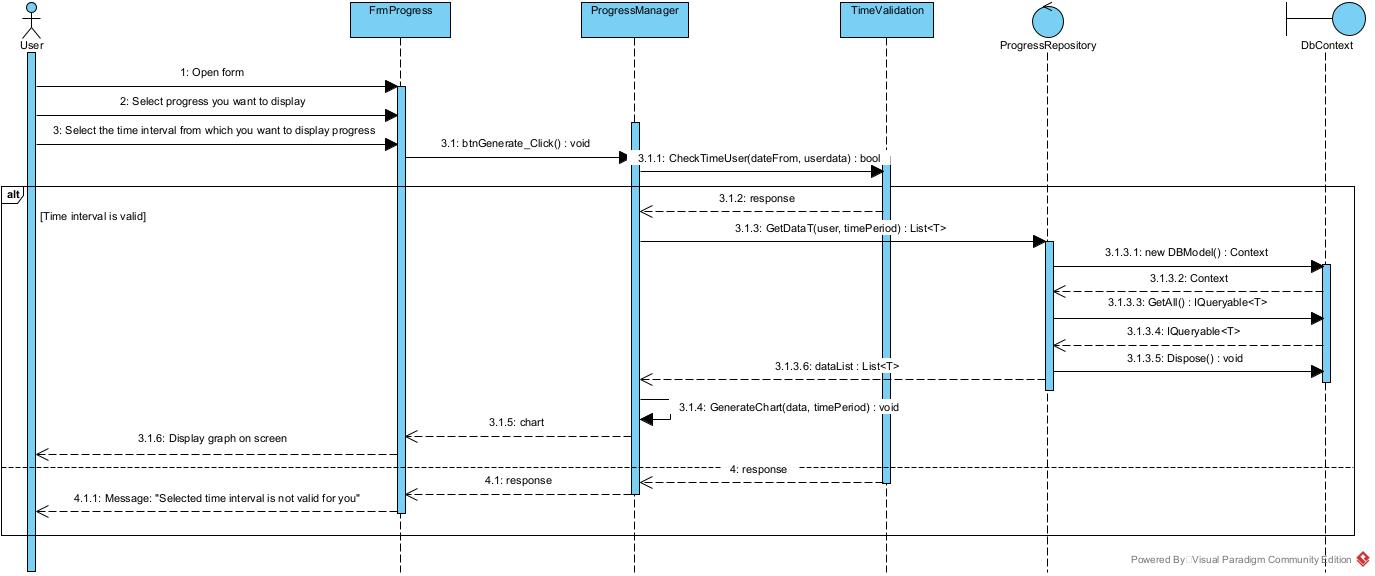 FrmProgress
ProgressManager
TimeValidation
User
ProgressRepository
DbContext
1: Open form
2: Select progress you want to display
3: Select the time interval from which you want to display progress
3.1: btnGenerate_Click() : void
3.1.1: CheckTimeUser(dateFrom, userdata) : bool
alt
3.1.2: response
[Time interval is valid]
3.1.3: GetDataT(user, timePeriod) : List<T>
3.1.3.1: new DBModel() : Context
3.1.3.2: Context
3.1.3.3: GetAll() : IQueryable<T>
3.1.3.4: IQueryable<T>
3.1.3.5: Dispose() : void
3.1.3.6: dataList : List<T>
3.1.4: GenerateChart(data, timePeriod) : void
3.1.5: chart
3.1.6: Display graph on screen
4: response
4.1: response
4.1.1: Message: "Selected time interval is not valid for you"
Powered By Visual Paradigm Community Edition